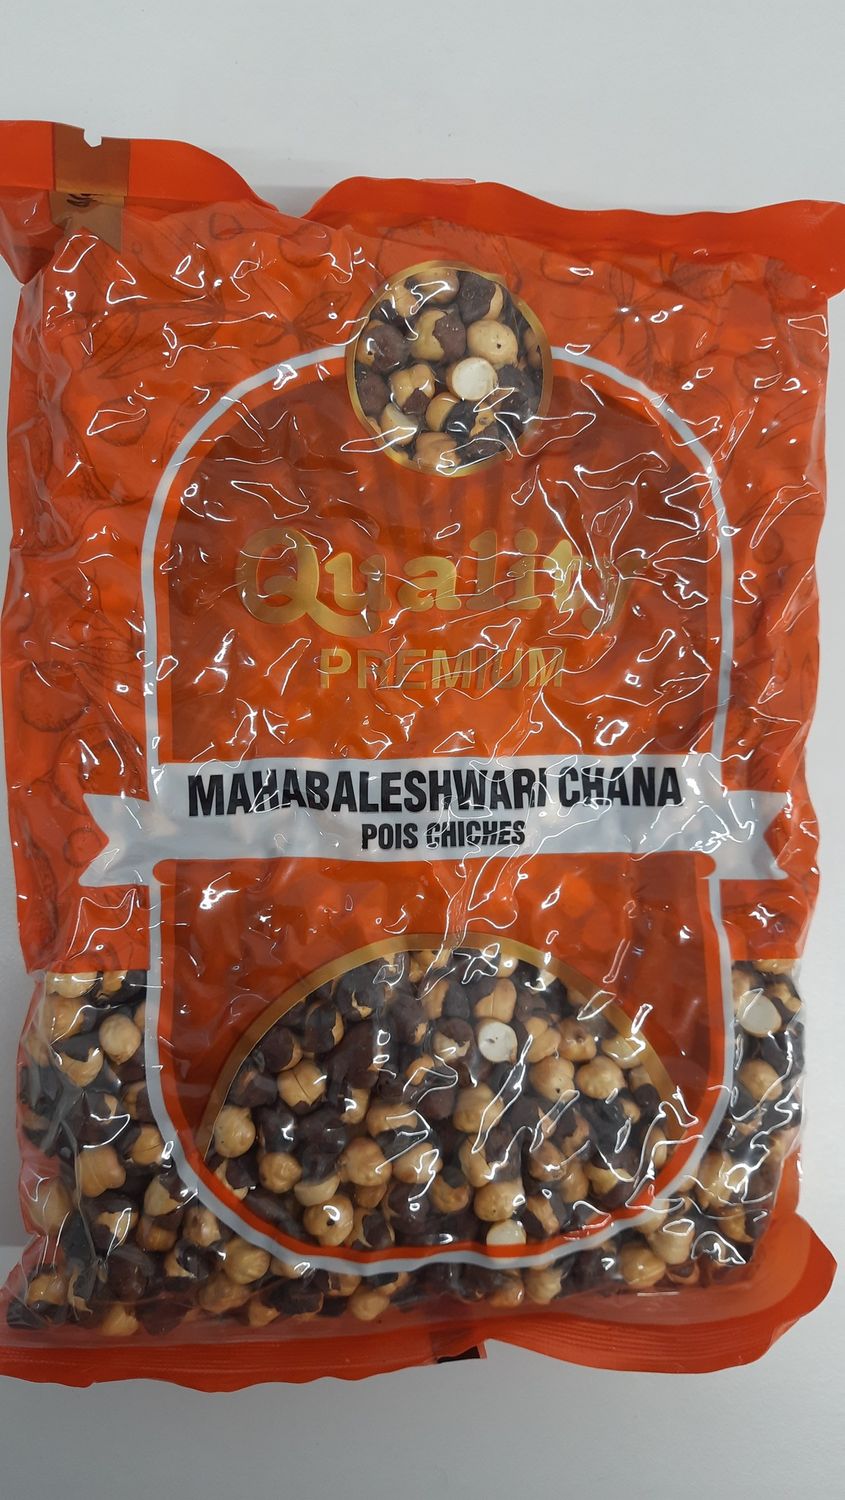 Quality
PREMIUM
MAHABALESHWARI CHANA
POIS CHICHES